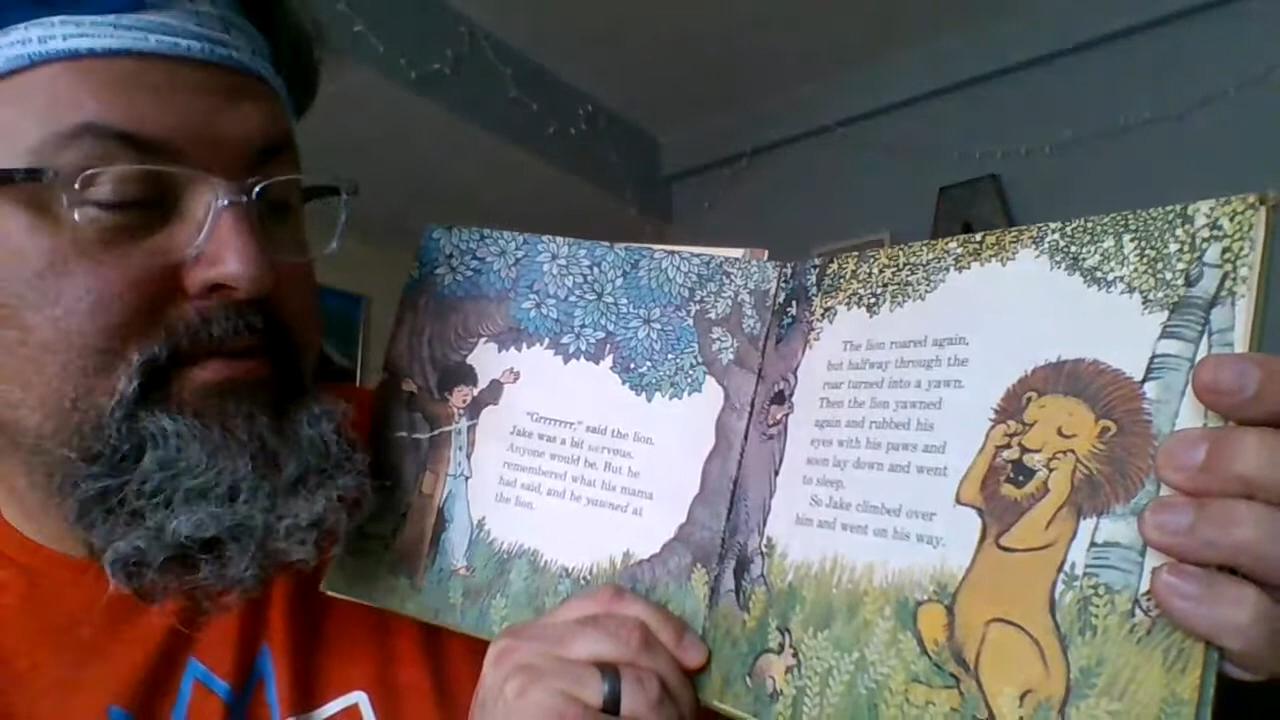 "Grrrrrrr," said the lion.
Jake was a bit nervous.
Anyone would be. But he
remembered what his mama
had said, and he yawned at
the lion.
The lion roared again,
but halfway through the
roar turned into a yawn.
Then the lion yawned
again and rubbed his
eyes with his paws and
soon lay down and went
to sleep.
So Jake climbed over
him and went on his way.